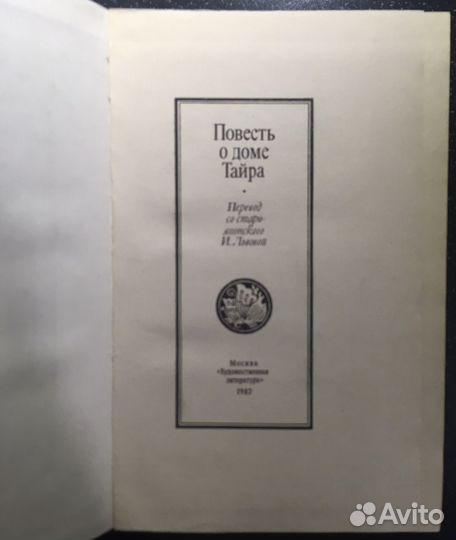 Повесть
о доме
Тайра
Перевод
со старо-
японского
И. Львовой
Москва
«Художественная
литература»
1982
Avito